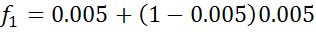 f₁ = 0.005 + (1 − 0.005)0.005